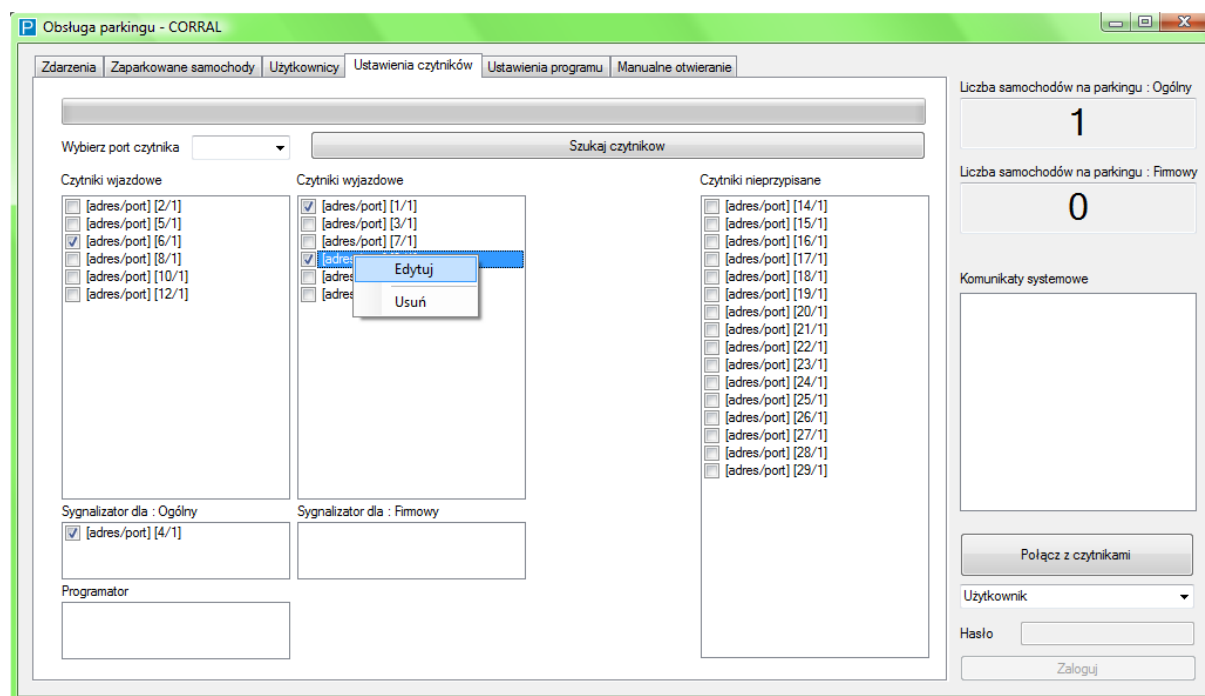 Obsługa parkingu - CORRAL
Zdarzenia Zaparkowane samochody Użytkownicy Ustawienia czytników Ustawienia programu Manualne otwieranie
Wybierz port czytnika
Szukaj czytnikow
Czytniki wjazdowe
[adres/port] [2/1]
[adres/port] [5/1]
[adres/port] [6/1]
[adres/port] [8/1]
[adres/port] [10/1]
[adres/port] [12/1]
Czytniki wyjazdowe
[adres/port] [1/1]
[adres/port] [3/1]
[adres/port] [7/1]
Edytuj
Usuń
Czytniki nieprzypisane
[adres/port] [14/1]
[adres/port] [15/1]
[adres/port] [16/1]
[adres/port] [17/1]
[adres/port] [18/1]
[adres/port] [19/1]
[adres/port] [20/1]
[adres/port] [21/1]
[adres/port] [22/1]
[adres/port] [23/1]
[adres/port] [24/1]
[adres/port] [25/1]
[adres/port] [26/1]
[adres/port] [27/1]
[adres/port] [28/1]
[adres/port] [29/1]
Sygnalizator dla : Ogólny
[adres/port] [4/1]
Sygnalizator dla : Firmowy
Programator
Liczba samochodów na parkingu : Ogólny
1
Liczba samochodów na parkingu : Firmowy
0
Komunikaty systemowe
Połącz z czytnikami
Użytkownik
Hasło
Zaloguj